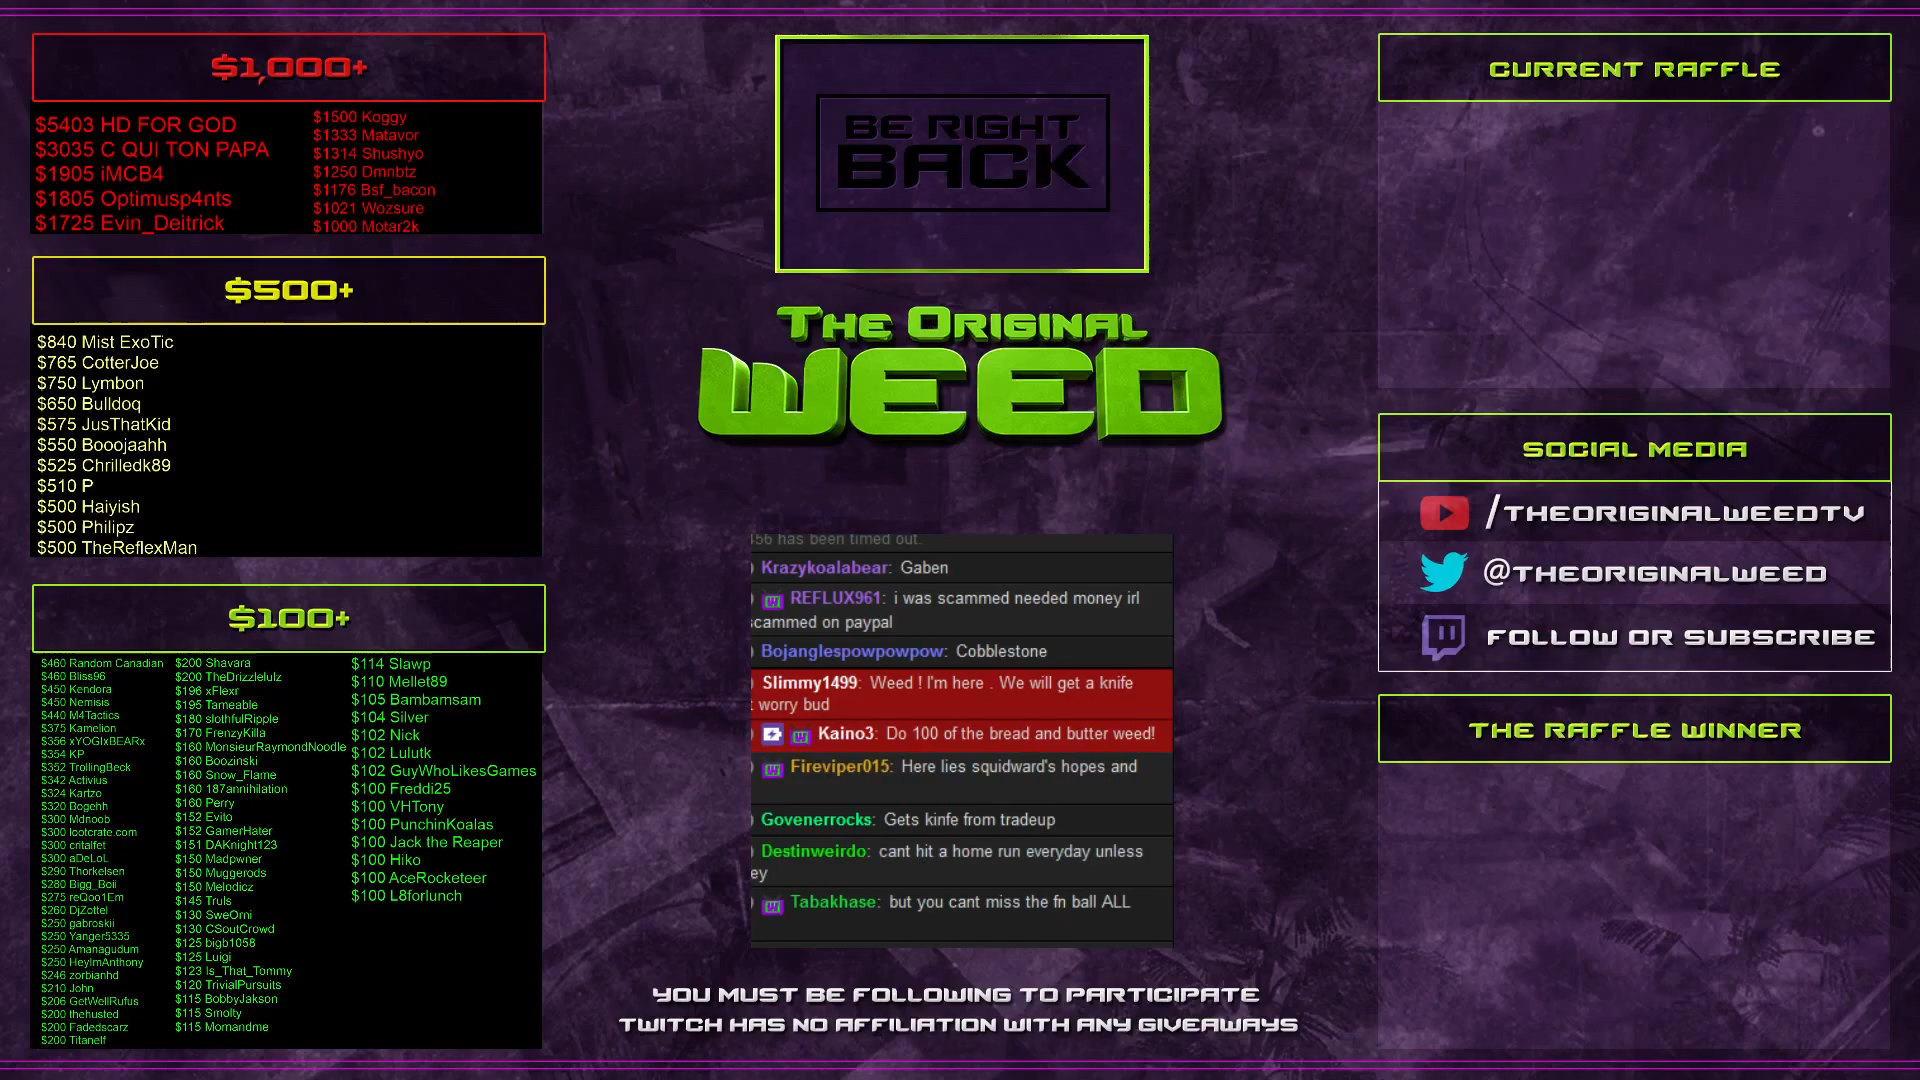 $1,000+
$5403 HD FOR GOD
$3035 C QUI TON PAPA
$1905 iMCB4
$1805 Optimusp4nts
$1725 Evin_Deitrick
$1500 Koggy
$1333 Matavor
$1314 Shushyo
$1250 Dmnbtz
$1176 Bsf_bacon
$1021 Wozsure
$1000 Motar2k
$500+
$840 Mist ExoTic
$765 CotterJoe
$750 Lymbon
$650 Bulldoq
$575 JusThatKid
$550 Booojaahh
$525 Chrilledk89
$510 P
$500 Haiyish
$500 Philipz
$500 TheReflexMan
$100+
$460 Random Canadian
$460 Bliss96
$450 Kendora
$450 Nemisis
$440 M4Tactics
$375 Kamelion
$356 xYOGIxBEARx
$354 KP
$352 TrollingBeck
$342 Activius
$324 Kartzo
$320 Bogehh
$300 Mdnoob
$300 lootcrate.com
$300 critalfet
$300 aDeLoL
$290 Thorkelsen
$280 Bigg_Boii
$275 reQoo1Em
$260 DjZottel
$250 gabroskii
$250 Yanger5335
$250 Amanagudum
$250 HeyImAnthony
$246 zorbianhd
$210 John
$206 GetWellRufus
$200 thehusted
$200 Fadedscarz
$200 Titanelf
$200 Shavara
$200 TheDrizzlelulz
$196 xFlexr
$195 Tameable
$180 slothfulRipple
$170 FrenzyKilla
$160 MonsieurRaymondNoodle
$160 Boozinski
$160 Snow_Flame
$160 187annihilation
$160 Perry
$152 Evito
$152 GamerHater
$151 DAKnight123
$150 Madpwner
$150 Muggerods
$150 Melodicz
$145 Truls
$130 SweOmi
$130 CSoutCrowd
$125 bigb1058
$125 Luigi
$123 Is_That_Tommy
$120 TrivialPursuits
$115 BobbyJakson
$115 Smolty
$115 Momandme
$114 Slawp
$110 Mellet89
$105 Bambamsam
$104 Silver
$102 Nick
$102 Lulutk
$102 GuyWhoLikesGames
$100 Freddi25
$100 VHTony
$100 PunchinKoalas
$100 Jack the Reaper
$100 Hiko
$100 AceRocketeer
$100 L8forlunch
BE RIGHT
BACK
THE ORIGINAL
WEED
456 has been timed out.
Krazykoalabear: Gaben
REFLUX961: i was scammed needed money irl
scammed on paypal
Bojanglespowpowpow: Cobblestone
Slimmy1499: Weed ! I'm here . We will get a knife
t worry bud
Kaino3: Do 100 of the bread and butter weed!
Fireviper015: Here lies squidward's hopes and
Govenerrocks: Gets kinfe from tradeup
Destinweirdo: cant hit a home run everyday unless
ey
Tabakhase: but you cant miss the fn ball ALL
YOU MUST BE FOLLOWING TO PARTICIPATE
TWITCH HAS NO AFFILIATION WITH ANY GIVEAWAYS
CURRENT RAFFLE
SOCIAL MEDIA
/THEORIGINALWEEDTV
@THEORIGINALWEED
FOLLOW OR SUBSCRIBE
THE RAFFLE WINNER